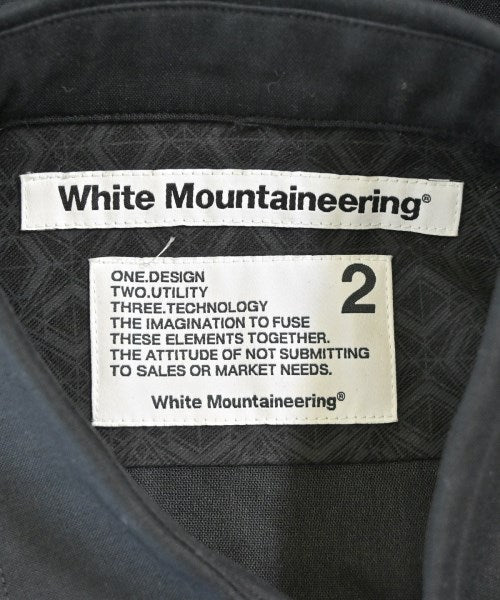 White Mountaineering®
ONE.DESIGN
TWO.UTILITY
THREE.TECHNOLOGY
THE IMAGINATION TO FUSE
THESE ELEMENTS TOGETHER.
THE ATTITUDE OF NOT SUBMITTING
TO SALES OR MARKET NEEDS.
2
White Mountaineering®